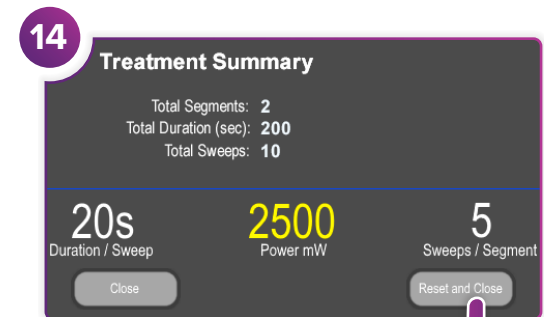 14
Treatment Summary
Total Segments: 2
Total Duration (sec): 200
Total Sweeps: 10
20s 2500 5
Duration / Sweep Power mW Sweeps / Segment
Close Reset and Close